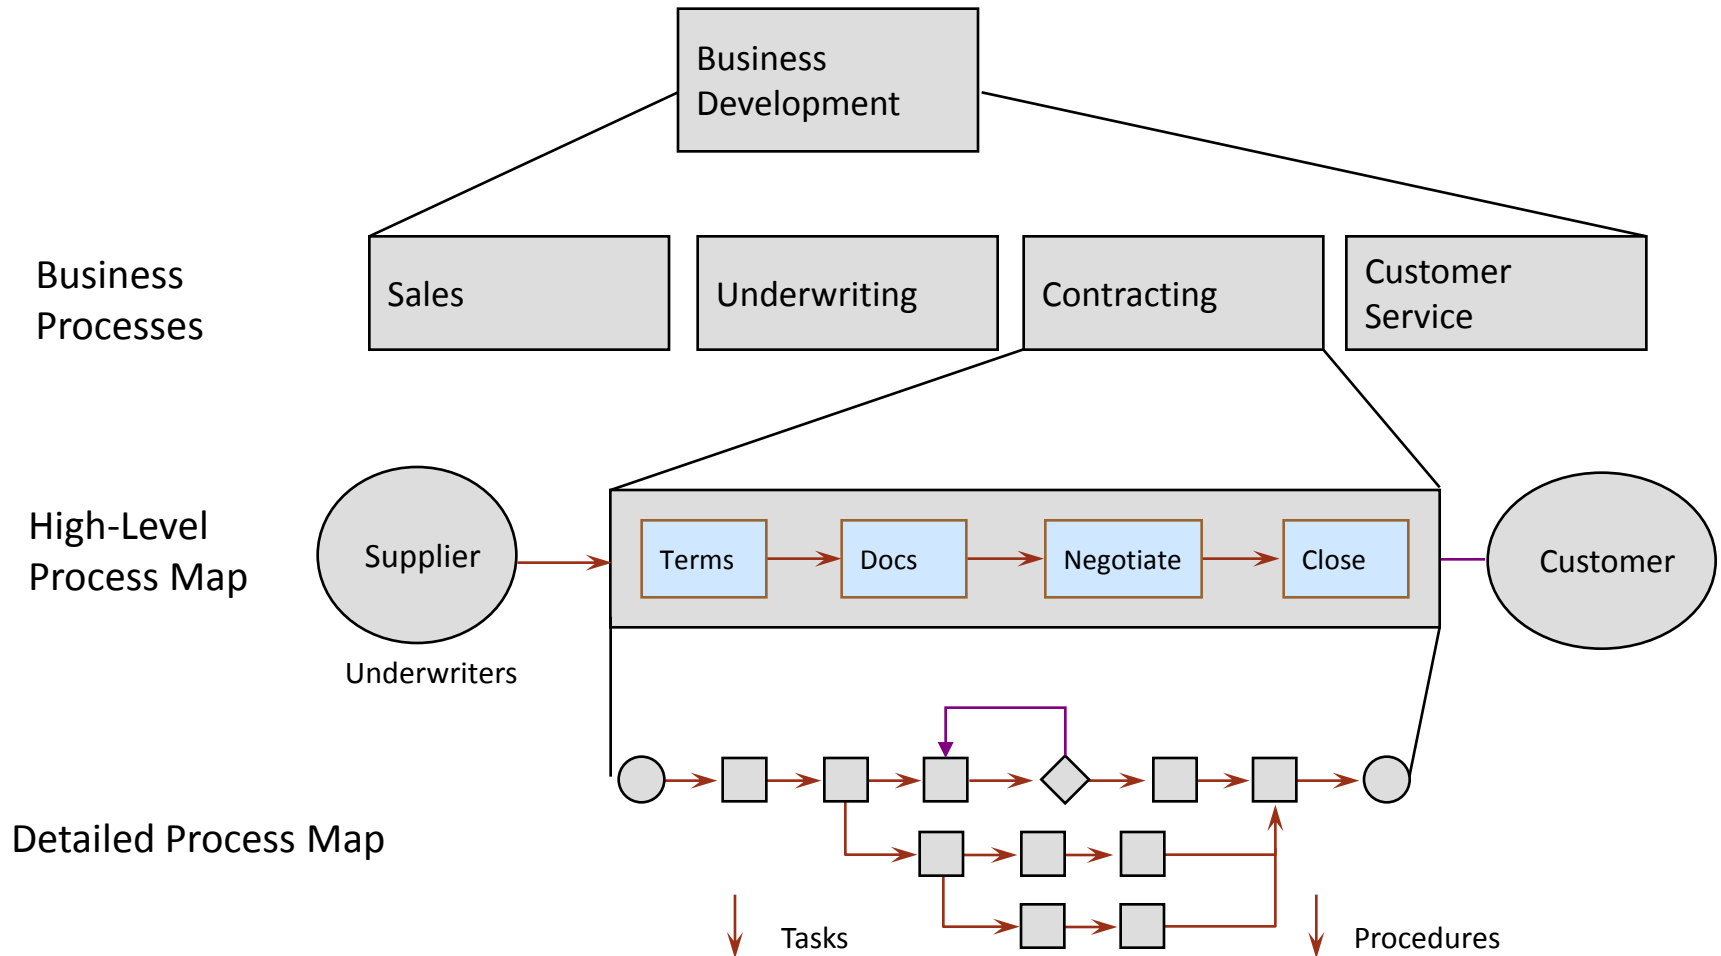 Business
Development
Business
Processes
Sales
Underwriting
Contracting
Customer
Service
High-Level
Process Map
Supplier
Terms
Docs
Negotiate
Close
Customer
Underwriters
Detailed Process Map
Tasks
Procedures